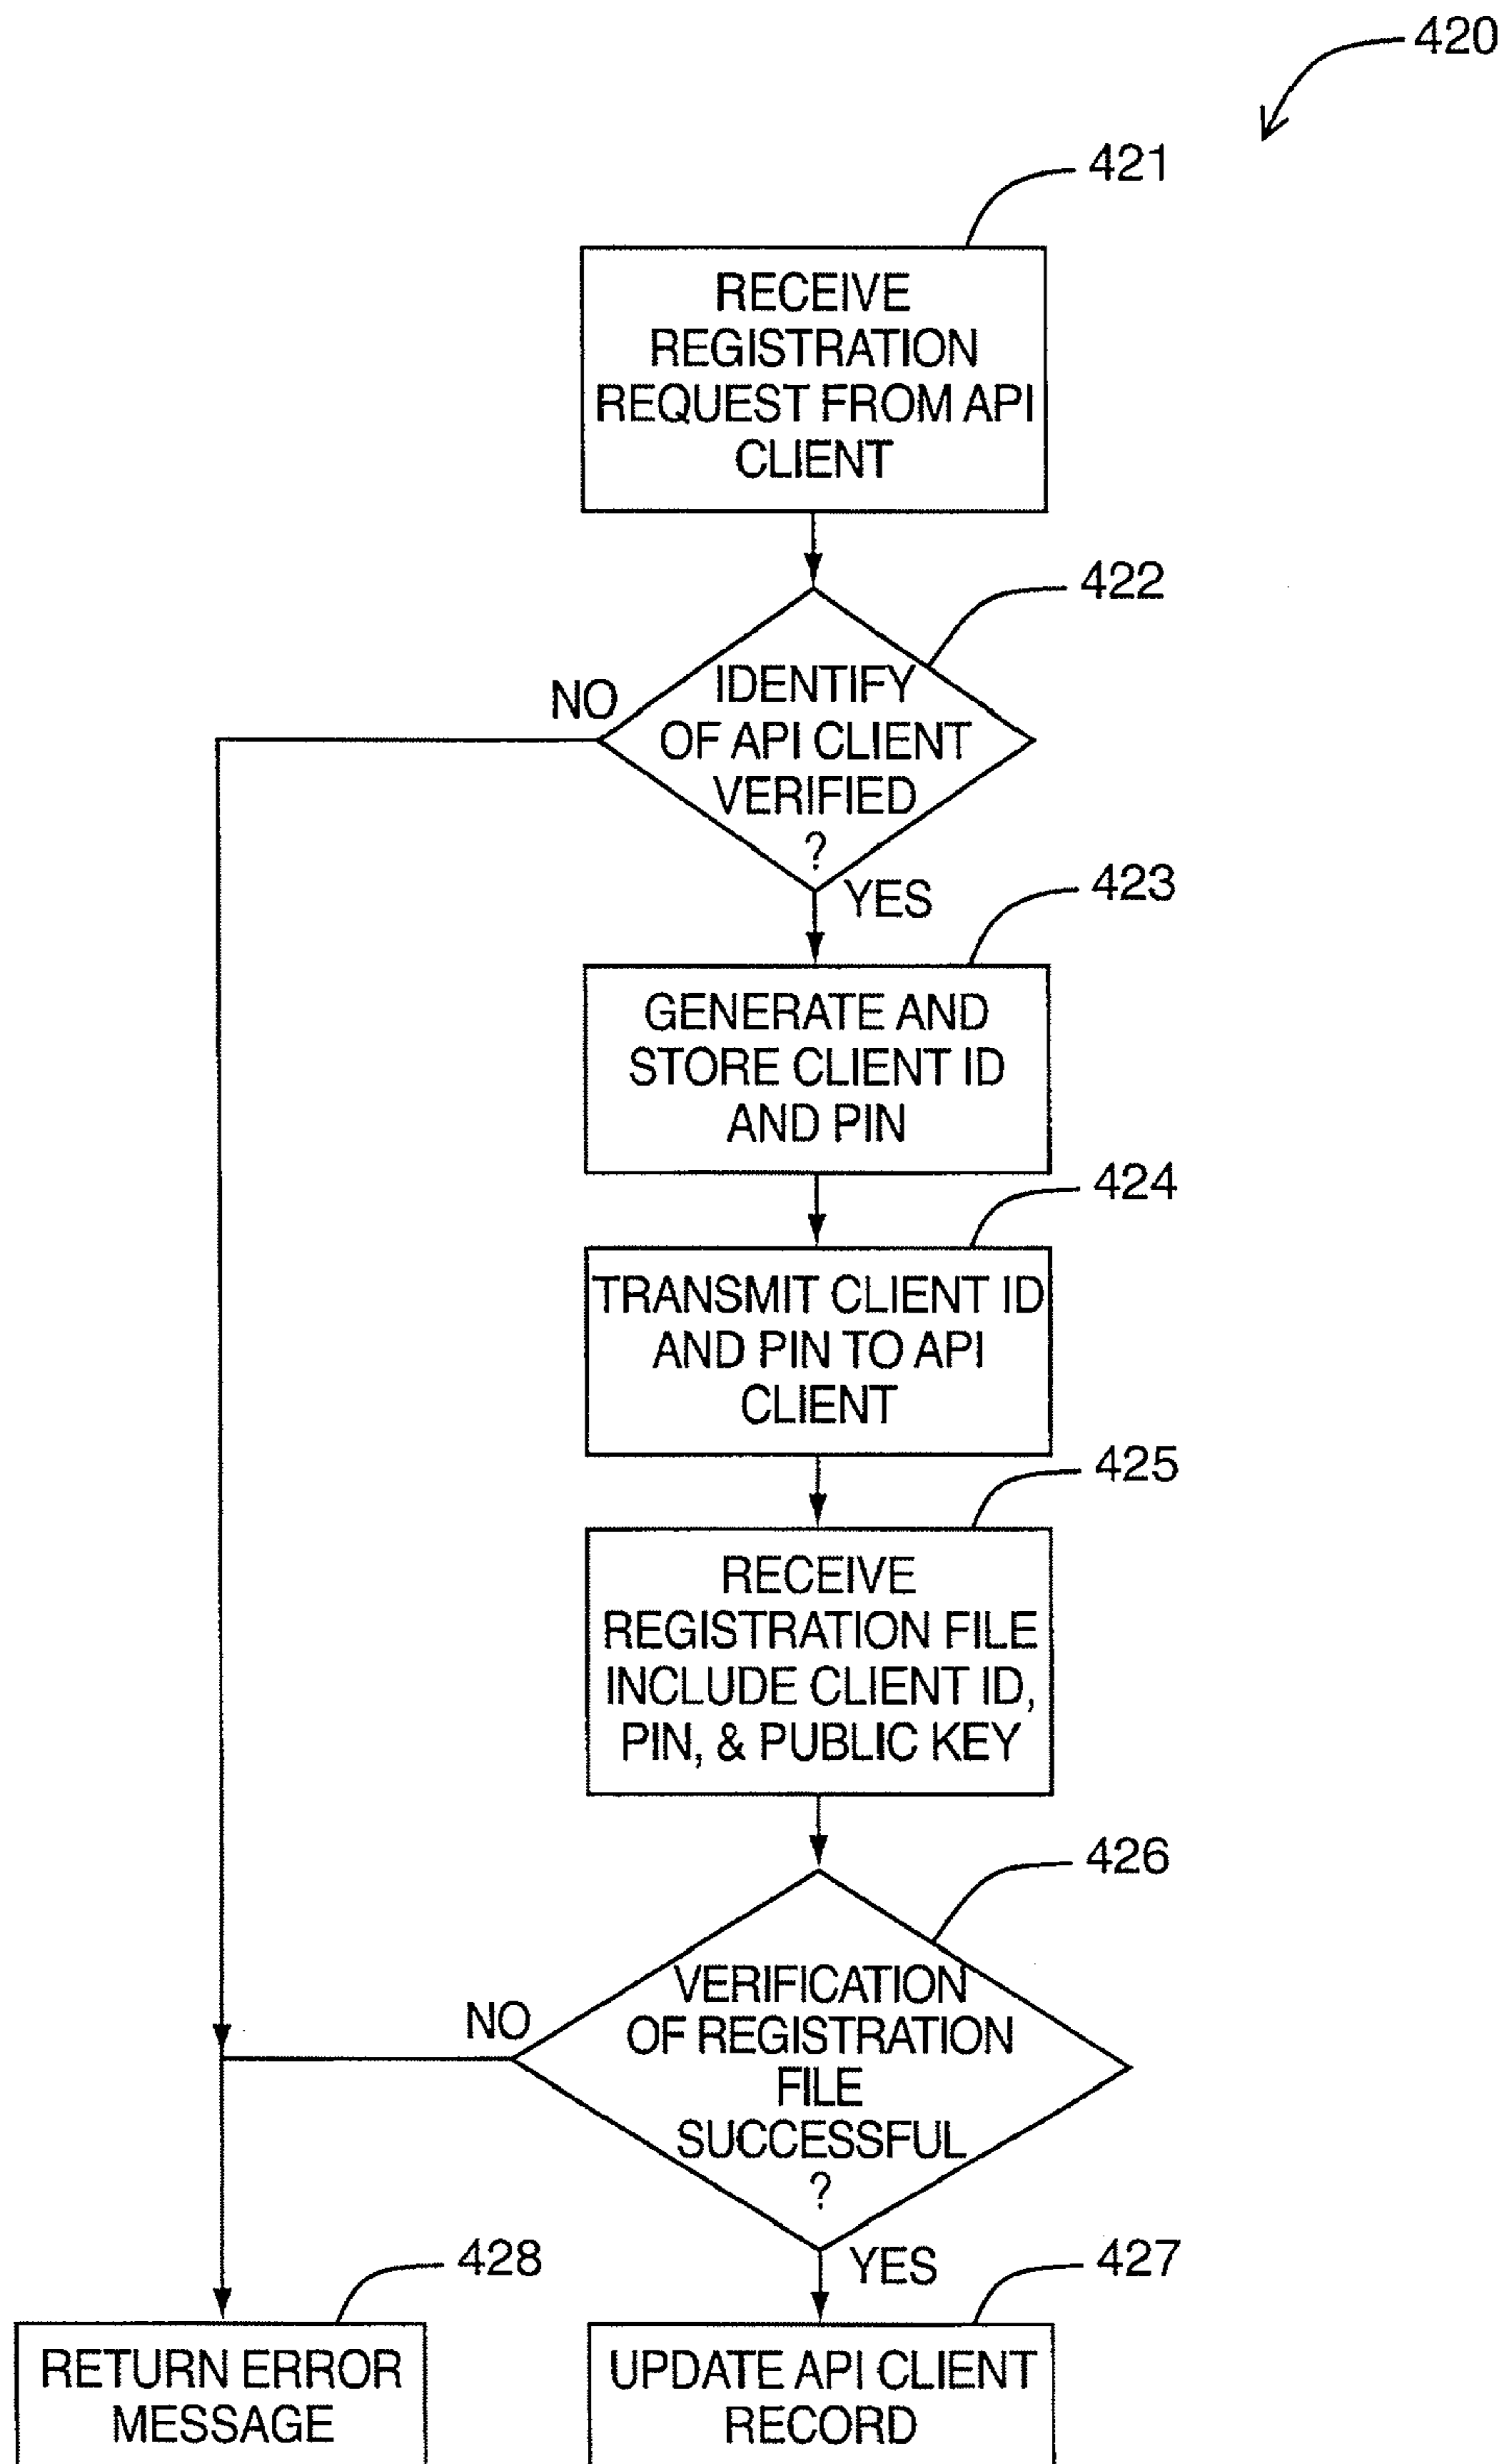 420
421
RECEIVE
REGISTRATION
REQUEST FROM API
CLIENT
422
NO
IDENTIFY
OF API CLIENT
VERIFIED
?
YES
423
GENERATE AND
STORE CLIENT ID
AND PIN
424
TRANSMIT CLIENT ID
AND PIN TO API
CLIENT
425
RECEIVE
REGISTRATION FILE
INCLUDE CLIENT ID,
PIN, & PUBLIC KEY
426
NO
VERIFICATION
OF REGISTRATION
FILE
SUCCESSFUL
?
YES
428
427
RETURN ERROR
MESSAGE
UPDATE API CLIENT
RECORD